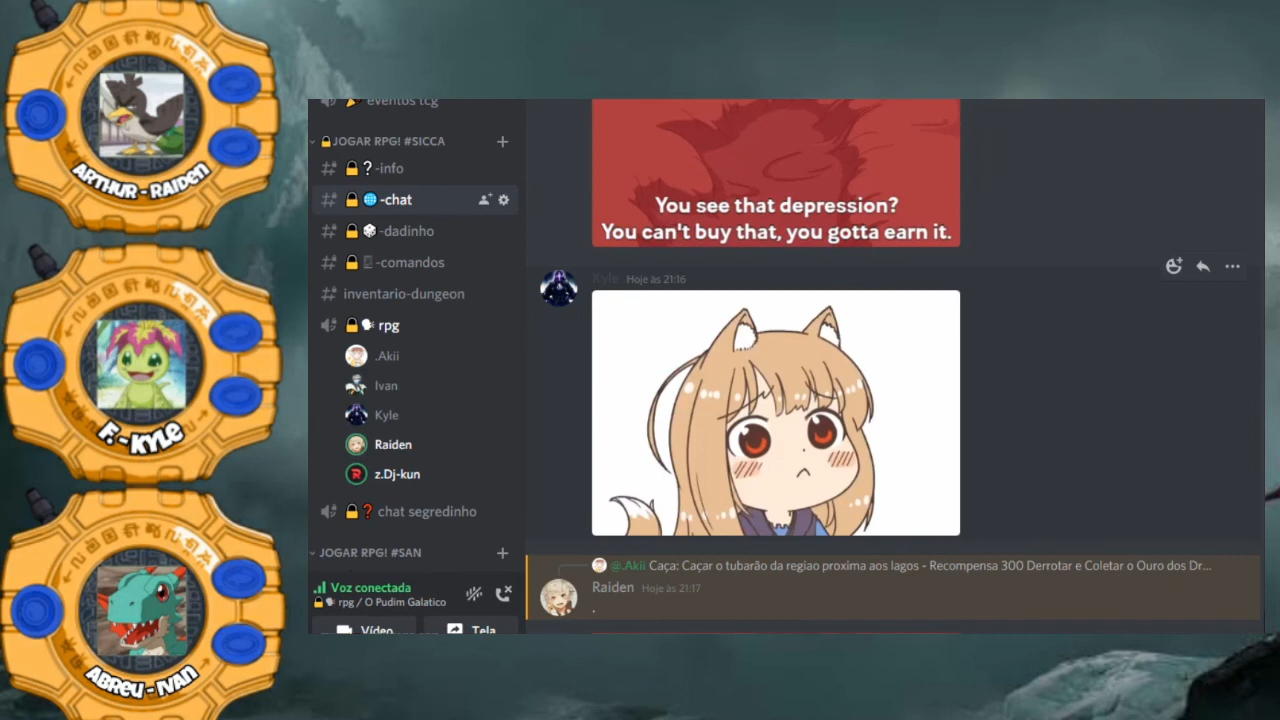 ARTHUR - RAIDEN
F. - KYLE
ABREU - IVAN
eventos tcg
JOGAR RPG! #SICCA
-info
-chat
-dadinho
-comandos
inventario-dungeon
rpg
.Akii
Ivan
Kyle
Raiden
z.Dj-kun
chat segredinho
JOGAR RPG! #SAN
Voz conectada
rpg / O Pudim Galatico
Vídeo
Tela
You see that depression?
You can't buy that, you gotta earn it.
Kyle Hoje às 21:16
@.Akii Caça: Caçar o tubarão da regiao proxima aos lagos - Recompensa 300 Derrotar e Coletar o Ouro dos Dr...
Raiden Hoje às 21:17
.